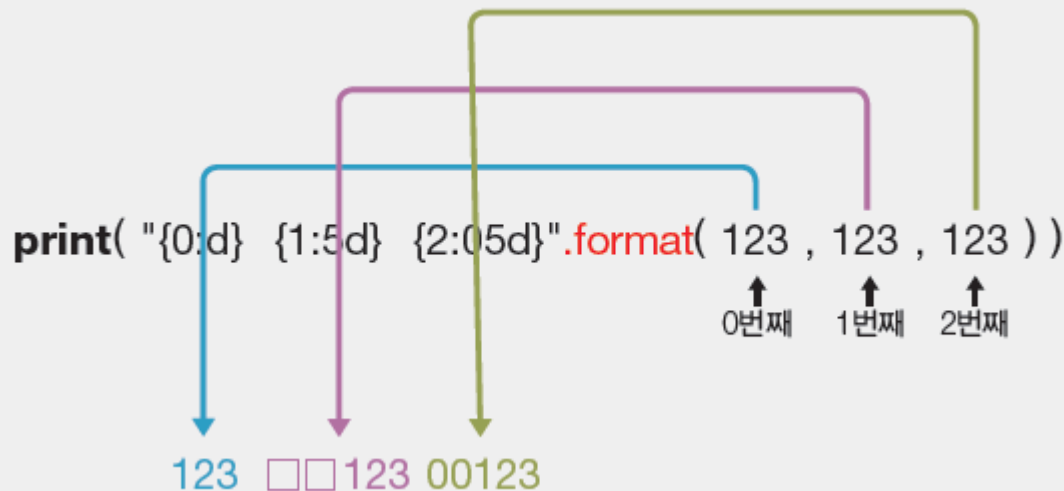 print( "{0:d} {1:5d} {2:05d}".format( 123 , 123 , 123 ) )
0번째 1번째 2번째
123 □□123 00123